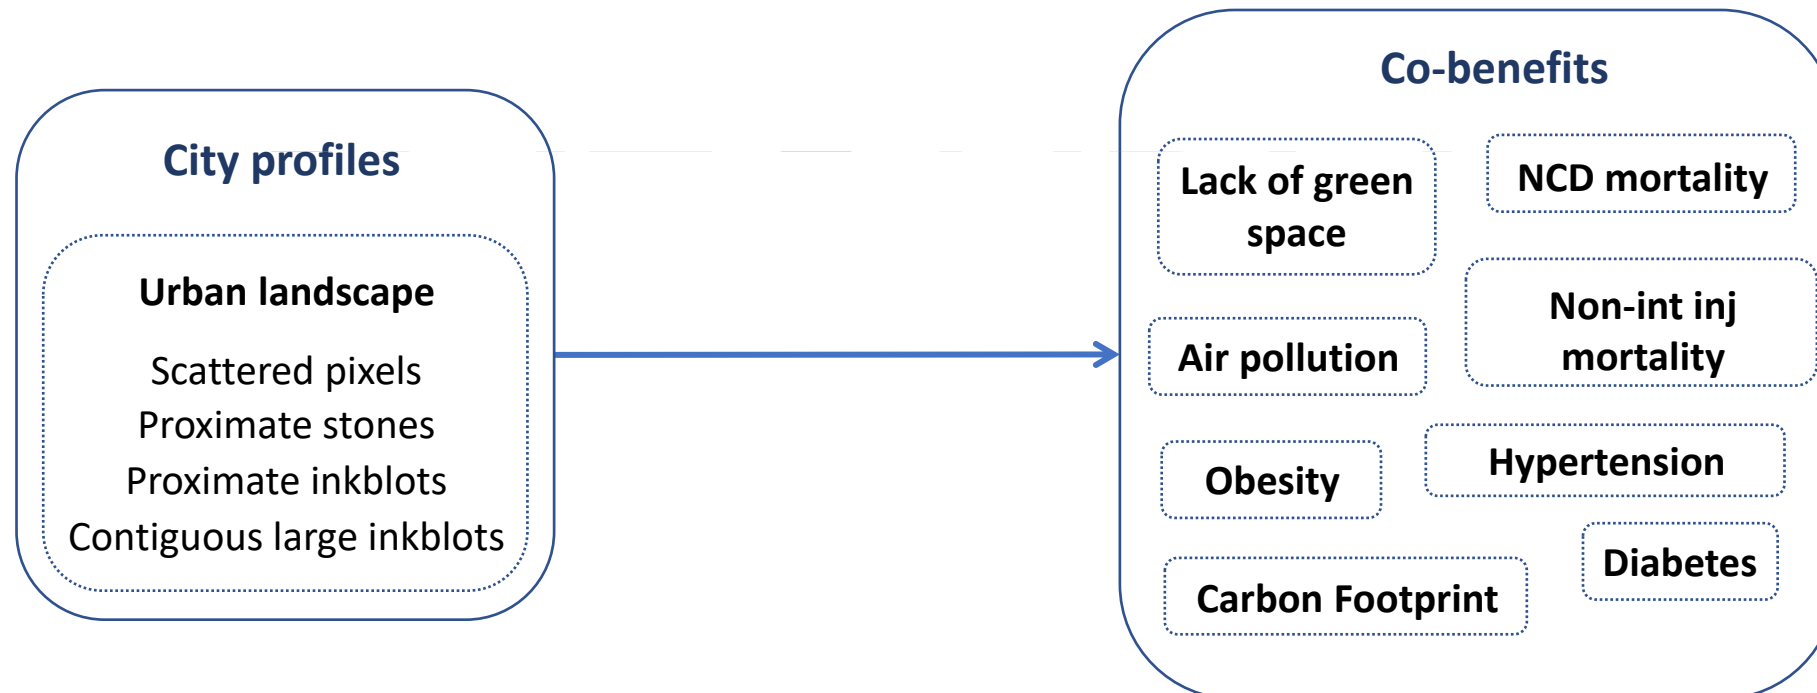 City profiles
Urban landscape
Scattered pixels
Proximate stones
Proximate inkblots
Contiguous large inkblots
Co-benefits
Lack of green
space
NCD mortality
Air pollution
Non-int inj
mortality
Obesity
Hypertension
Carbon Footprint
Diabetes